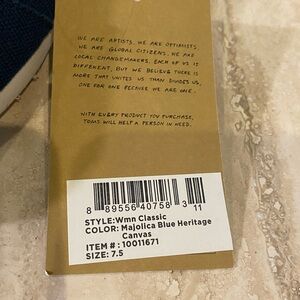 WE ARE ARTISTS. WE ARE OPTIMISTS.
WE ARE GLOBAL CITIZENS. WE ARE
LOCAL CHANGEMAKERS. EACH OF US IS
DIFFERENT, BUT WE BELIEVE THERE IS
MORE THAT UNITES US THAN DIVIDES US,
ONE FOR ONE BECAUSE WE ARE ONE.
WITH EVERY PRODUCT YOU PURCHASE,
TOMS WILL HELP A PERSON IN NEED.
8 89556 40758 3 11
STYLE:Wmn Classic
COLOR: Majolica Blue Heritage
Canvas
ITEM # : 10011671
SIZE: 7.5